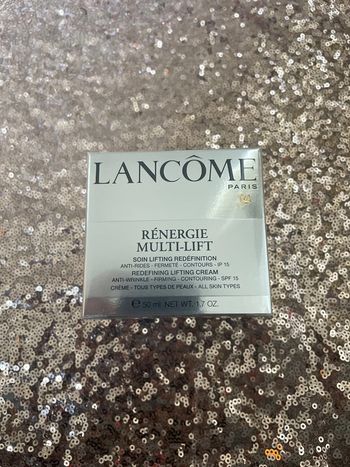 LANCÔME
PARIS
RÉNERGIE
MULTI-LIFT
SOIN LIFTING REDÉFINITION
ANTI-RIDES - FERMETÉ - CONTOURS - IP 15
REDEFINING LIFTING CREAM
ANTI-WRINKLE - FIRMING - CONTOURING - SPF 15
CRÈME - TOUS TYPES DE PEAUX - ALL SKIN TYPES
e 50 ml NET WT. 1.7 OZ.